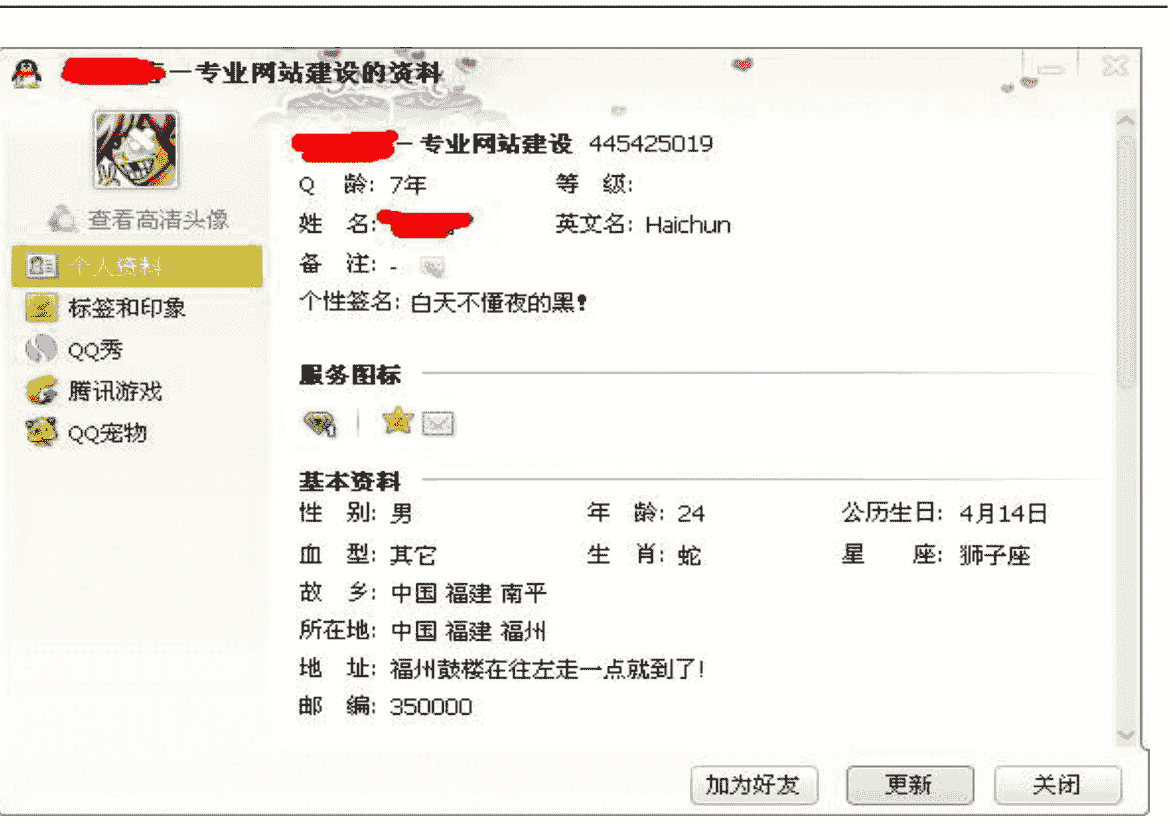 一专业网站建设的资料
一 专业网站建设 445425019
Q 龄: 7年 等 级:
姓 名: 英文名: Haichun
备 注: -
个性签名: 白天不懂夜的黑!
查看高清头像
个人资料
标签和印象
QQ秀
腾讯游戏
QQ宠物
服务图标
基本资料
性 别: 男 年 龄: 24 公历生日: 4月14日
血 型: 其它 生 肖: 蛇 星 座: 狮子座
故 乡: 中国 福建 南平
所在地: 中国 福建 福州
地 址: 福州鼓楼在往左走一点就到了!
邮 编: 350000
加为好友 更新 关闭